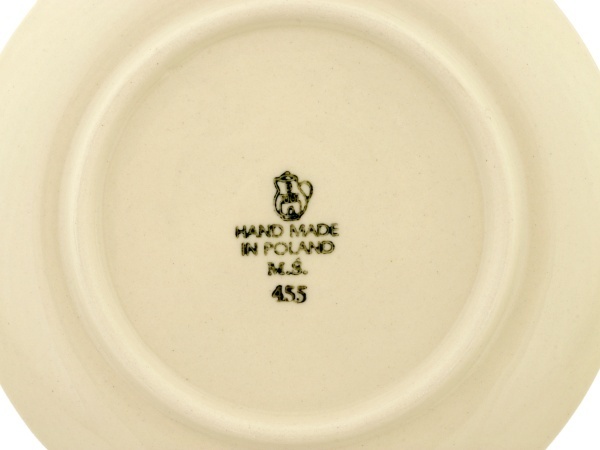 HAND MADE
IN POLAND
M.Ś.
455